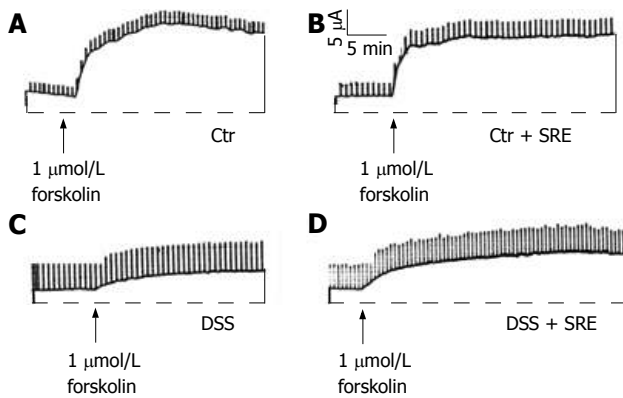 A
Ctr
1 μmol/L
forskolin
B
5 μA
5 min
Ctr + SRE
1 μmol/L
forskolin
C
DSS
1 μmol/L
forskolin
D
DSS + SRE
1 μmol/L
forskolin